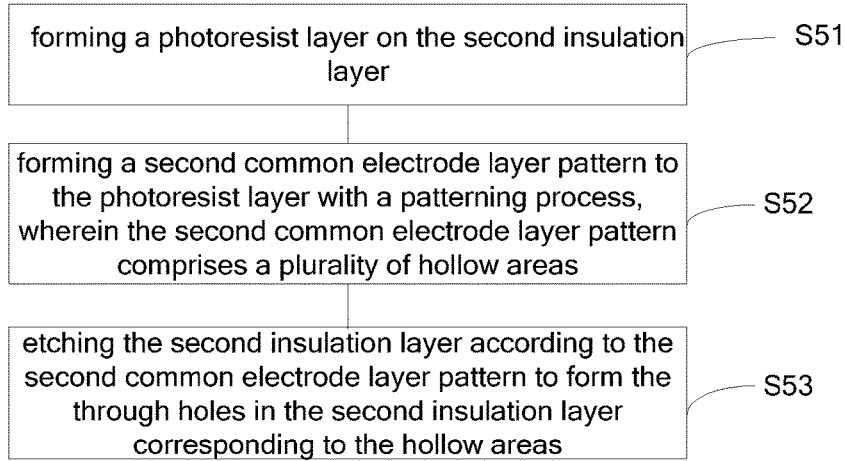 forming a photoresist layer on the second insulation
layer
S51
forming a second common electrode layer pattern to
the photoresist layer with a patterning process,
wherein the second common electrode layer pattern
comprises a plurality of hollow areas
S52
etching the second insulation layer according to the
second common electrode layer pattern to form the
through holes in the second insulation layer
corresponding to the hollow areas
S53